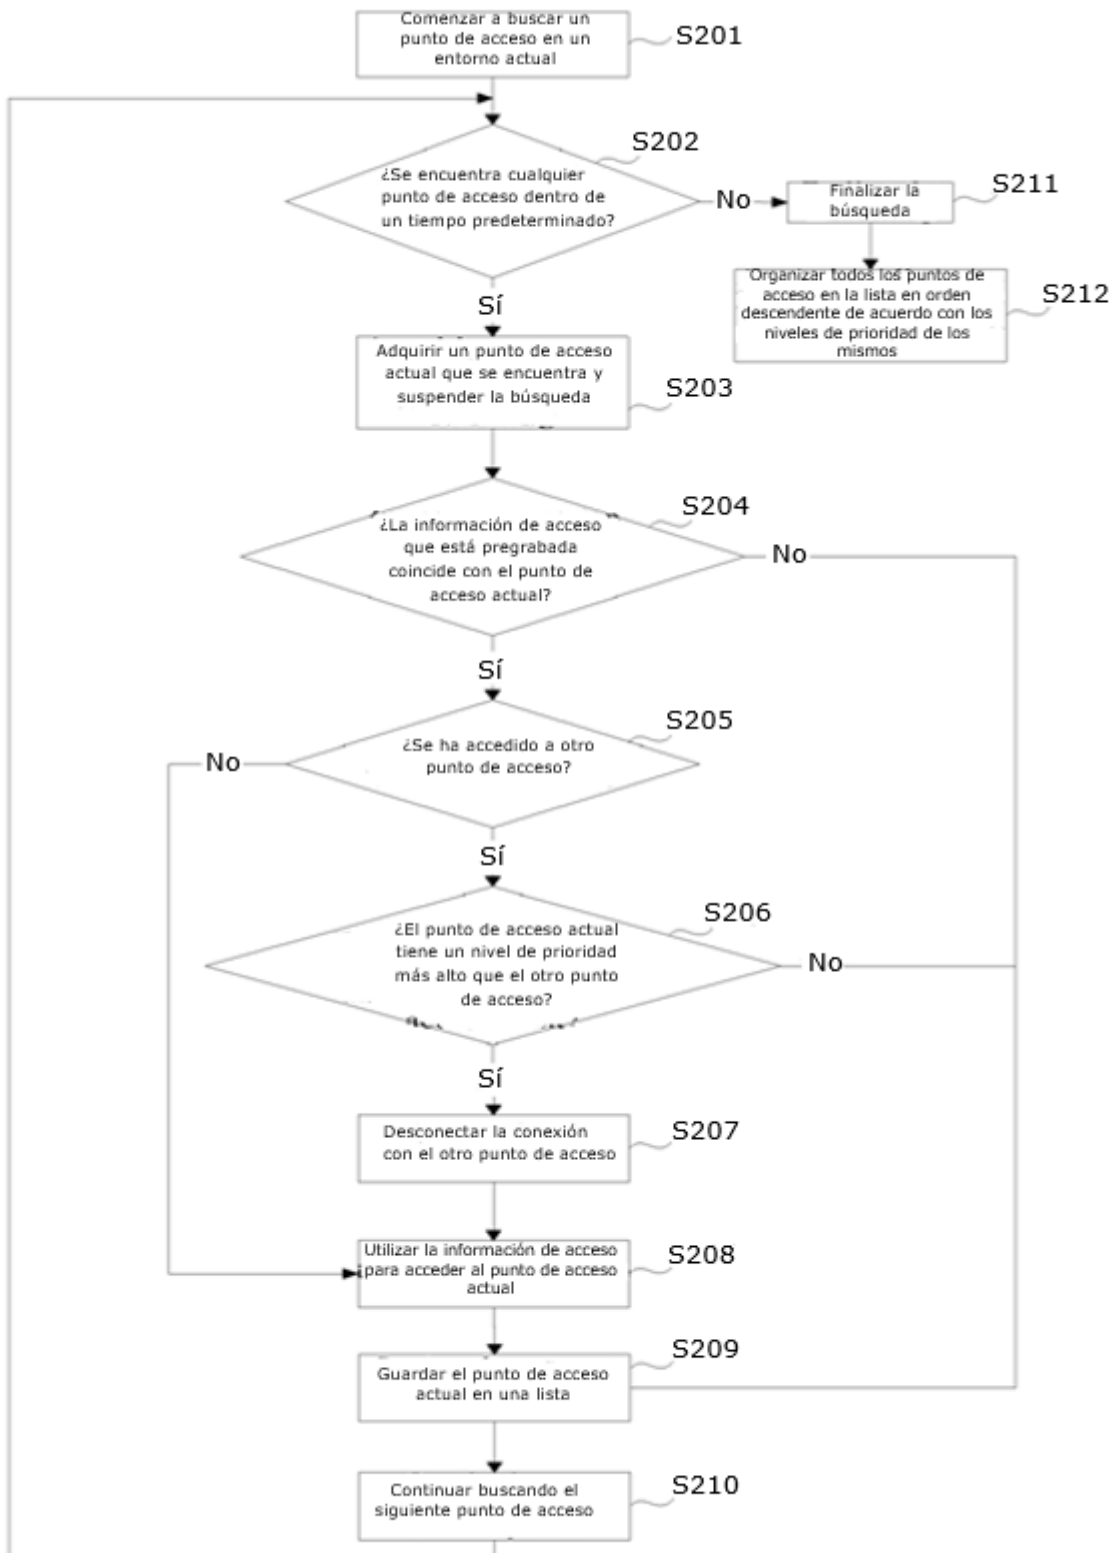 Comenzar a buscar un
punto de acceso en un
entorno actual
S201
S202
¿Se encuentra cualquier
punto de acceso dentro de
un tiempo predeterminado?
No
Finalizar la
búsqueda
S211
Sí
Organizar todos los puntos de
acceso en la lista en orden
descendente de acuerdo con los
niveles de prioridad de los
mismos
S212
Adquirir un punto de acceso
actual que se encuentra y
suspender la búsqueda
S203
S204
¿La información de acceso
que está pregrabada
coincide con el punto de
acceso actual?
No
Sí
S205
¿Se ha accedido a otro
punto de acceso?
No
Sí
S206
¿El punto de acceso actual
tiene un nivel de prioridad
más alto que el otro punto
de acceso?
No
Sí
Desconectar la conexión
con el otro punto de acceso
S207
Utilizar la información de acceso
para acceder al punto de acceso
actual
S208
Guardar el punto de acceso
actual en una lista
S209
Continuar buscando el
siguiente punto de acceso
S210